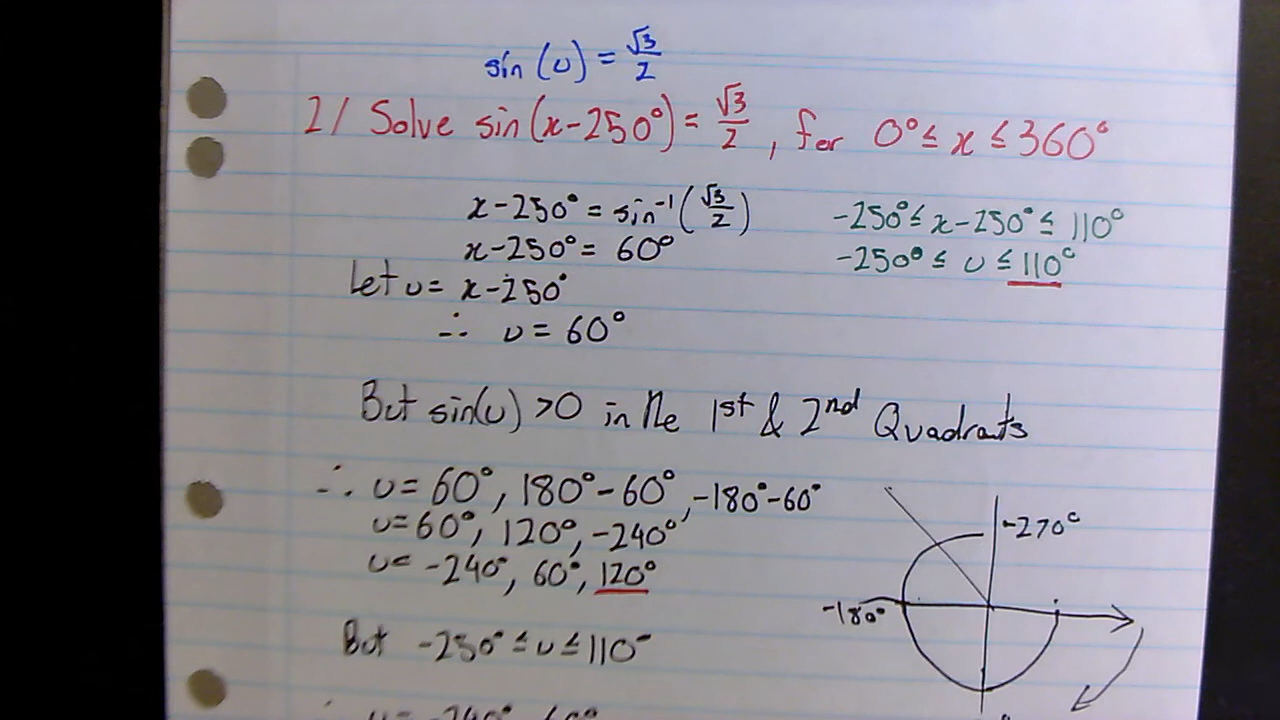 sin (u) = √3/2
2/ Solve sin(x-250°) = √3/2, for 0° ≤ x ≤ 360°
x-250° = sin⁻¹(√3/2)
-250° ≤ x-250° ≤ 110°
x-250° = 60°
-250° ≤ u ≤ 110°
Let u = x-250°
∴ u = 60°
But sin(u) >0 in the 1st & 2nd Quadrants
∴ u = 60°, 180°-60°, -180°-60°
u = 60°, 120°, -240°
u = -240°, 60°, 120°
-270°
-180°
But -250° ≤ u ≤ 110°
∴ u = -240°, 60°